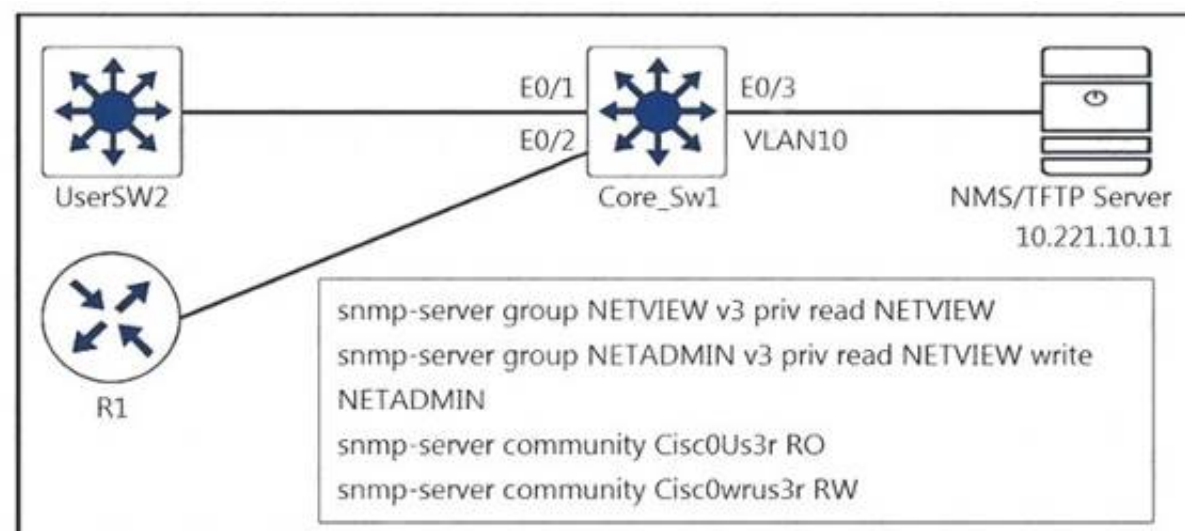 E0/1
E0/3
E0/2
VLAN10
UserSW2
Core_Sw1
NMS/TFTP Server
10.221.10.11
R1
snmp-server group NETVIEW v3 priv read NETVIEW
snmp-server group NETADMIN v3 priv read NETVIEW write
NETADMIN
snmp-server community Cisc0Us3r RO
snmp-server community Cisc0wrus3r RW